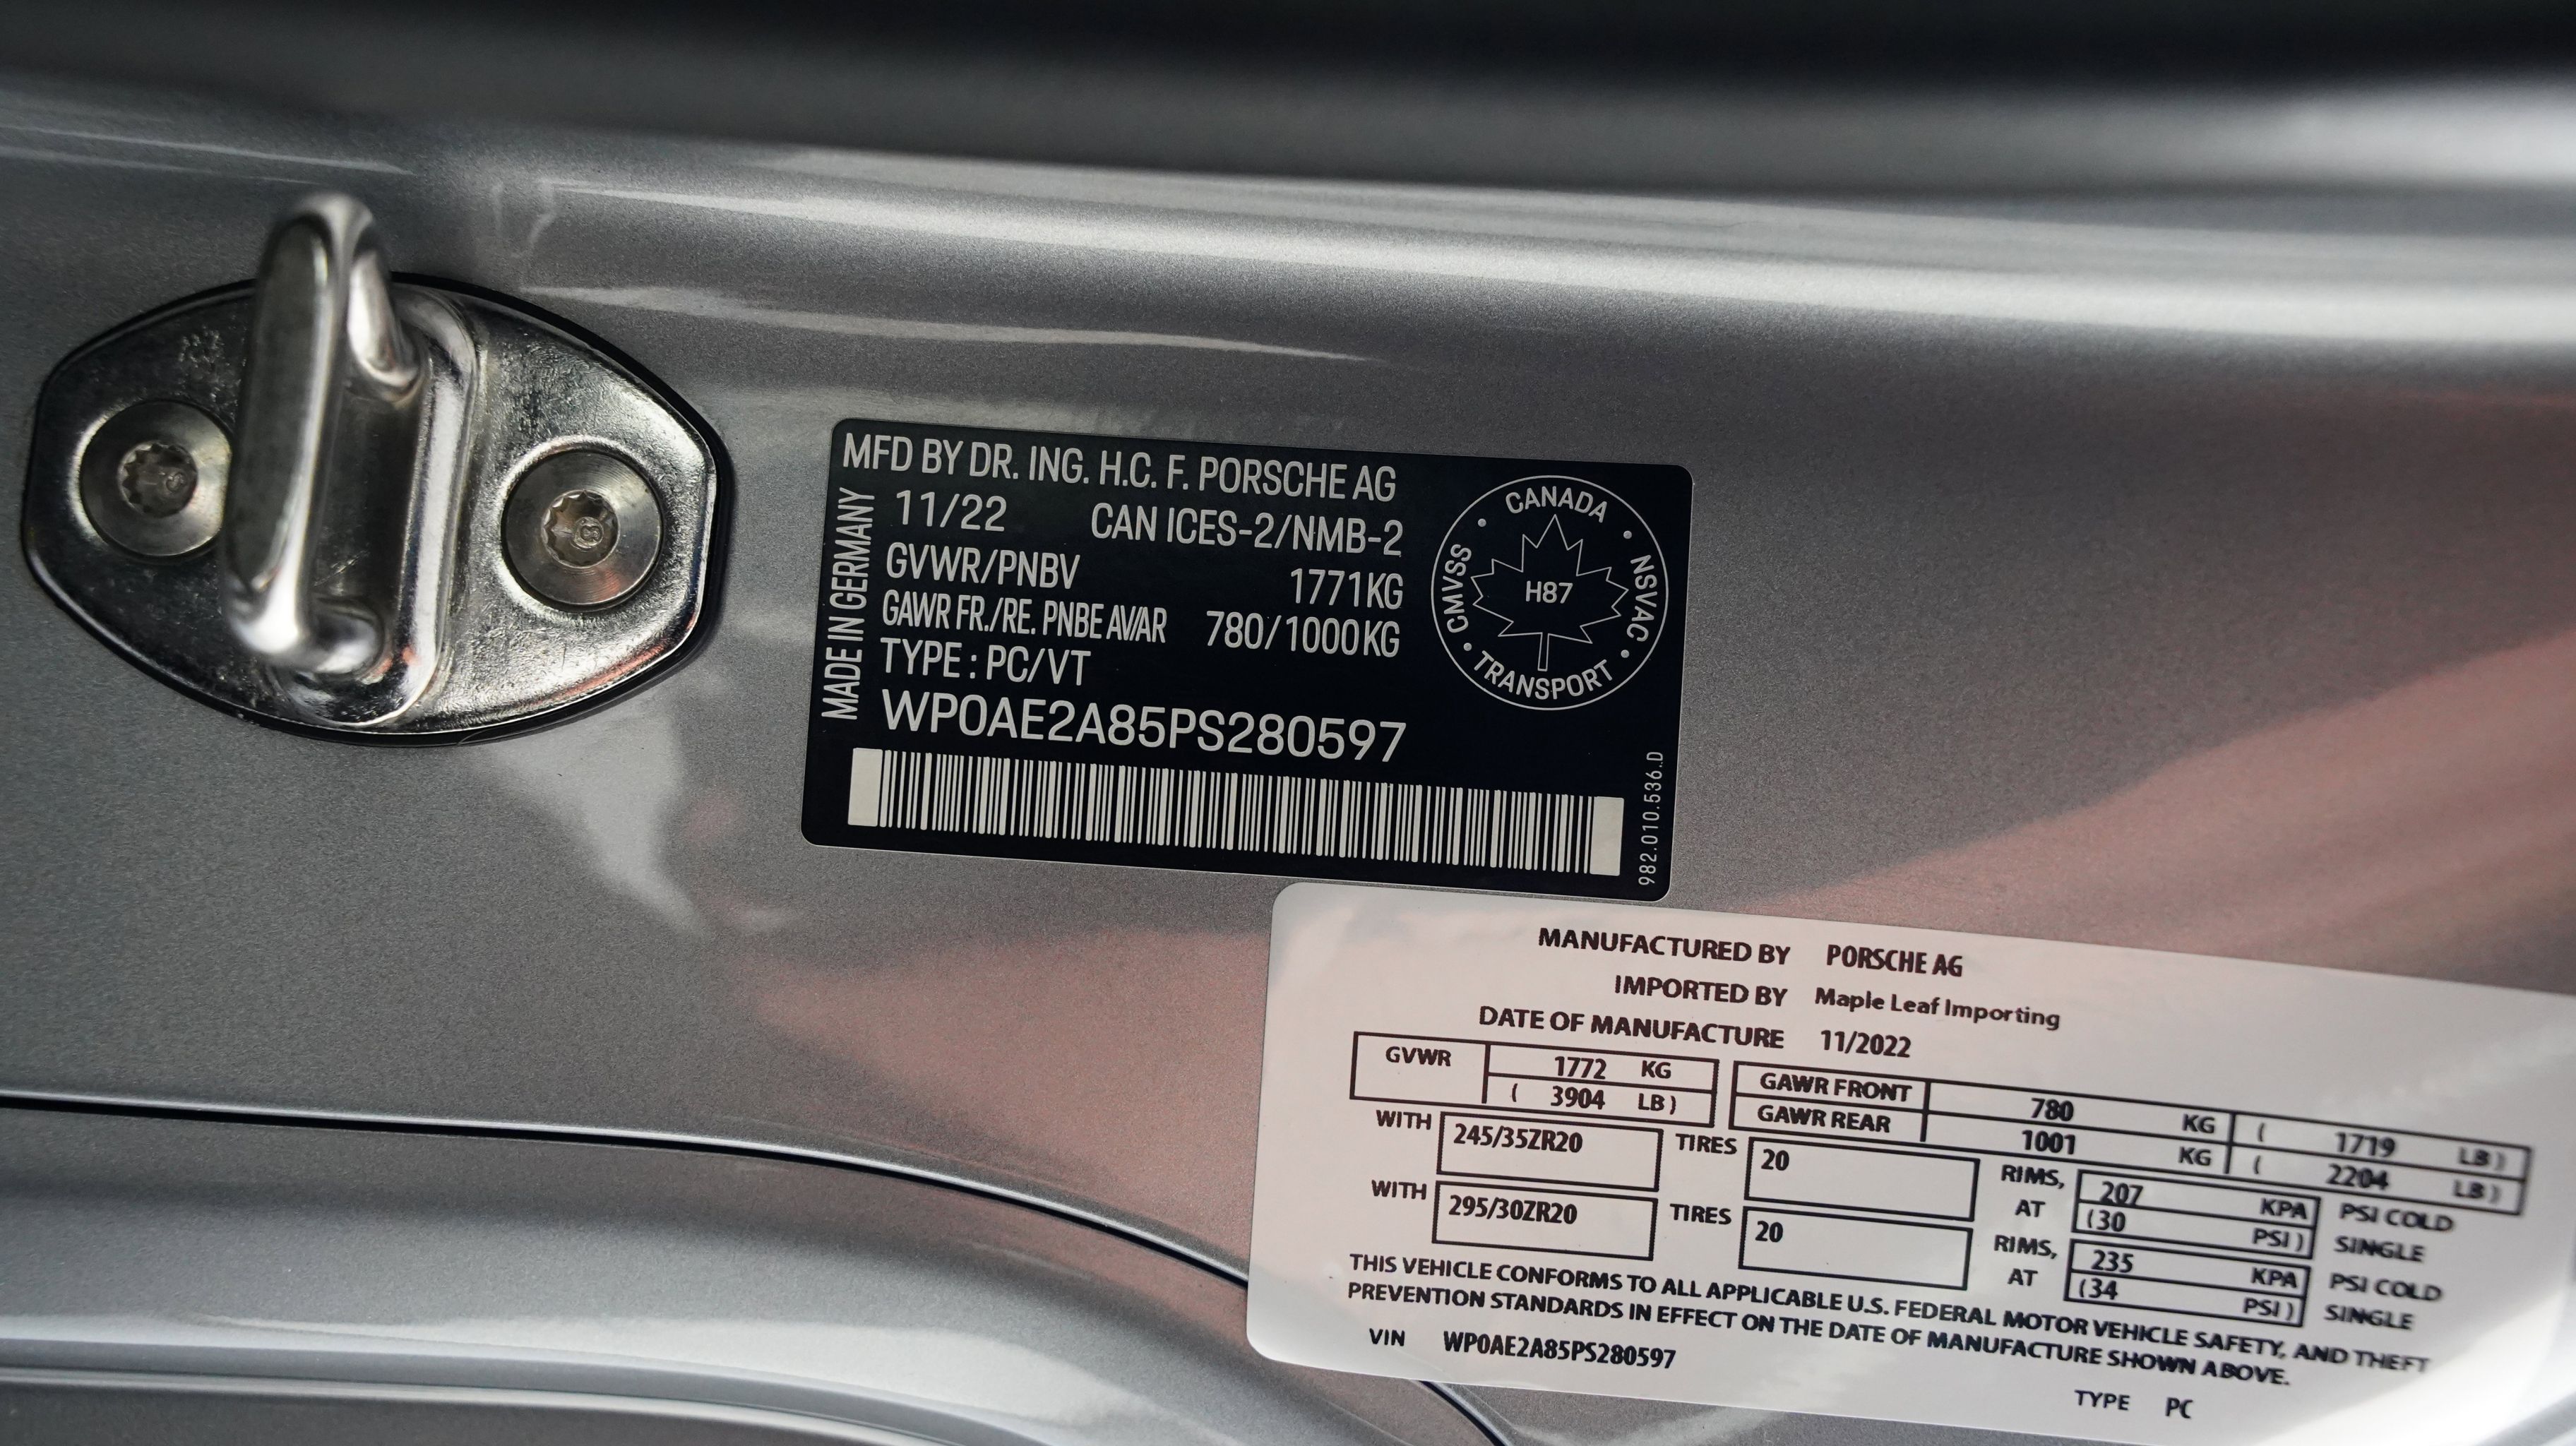 MFD BY DR. ING. H.C. F. PORSCHE AG
11/22 CAN ICES-2/NMB-2
GVWR/PNBV 1771KG
GAWR FR./RE. PNBE AV/AR 780/1000KG
TYPE : PC/VT
WP0AE2A85PS280597
MADE IN GERMANY
CANADA
CMVSS
NSVAC
H87
TRANSPORT
982.010.536.D
MANUFACTURED BY PORSCHE AG
IMPORTED BY Maple Leaf Importing
DATE OF MANUFACTURE 11/2022
GVWR 1772 KG
( 3904 LB )
GAWR FRONT 780 KG ( 1719 LB )
GAWR REAR 1001 KG ( 2204 LB )
WITH 245/35ZR20 TIRES 20 RIMS, AT 207 KPA PSI COLD
(30 PSI ) SINGLE
WITH 295/30ZR20 TIRES 20 RIMS, AT 235 KPA PSI COLD
(34 PSI ) SINGLE
THIS VEHICLE CONFORMS TO ALL APPLICABLE U.S. FEDERAL MOTOR VEHICLE SAFETY, AND THEFT
PREVENTION STANDARDS IN EFFECT ON THE DATE OF MANUFACTURE SHOWN ABOVE.
VIN WP0AE2A85PS280597
TYPE PC